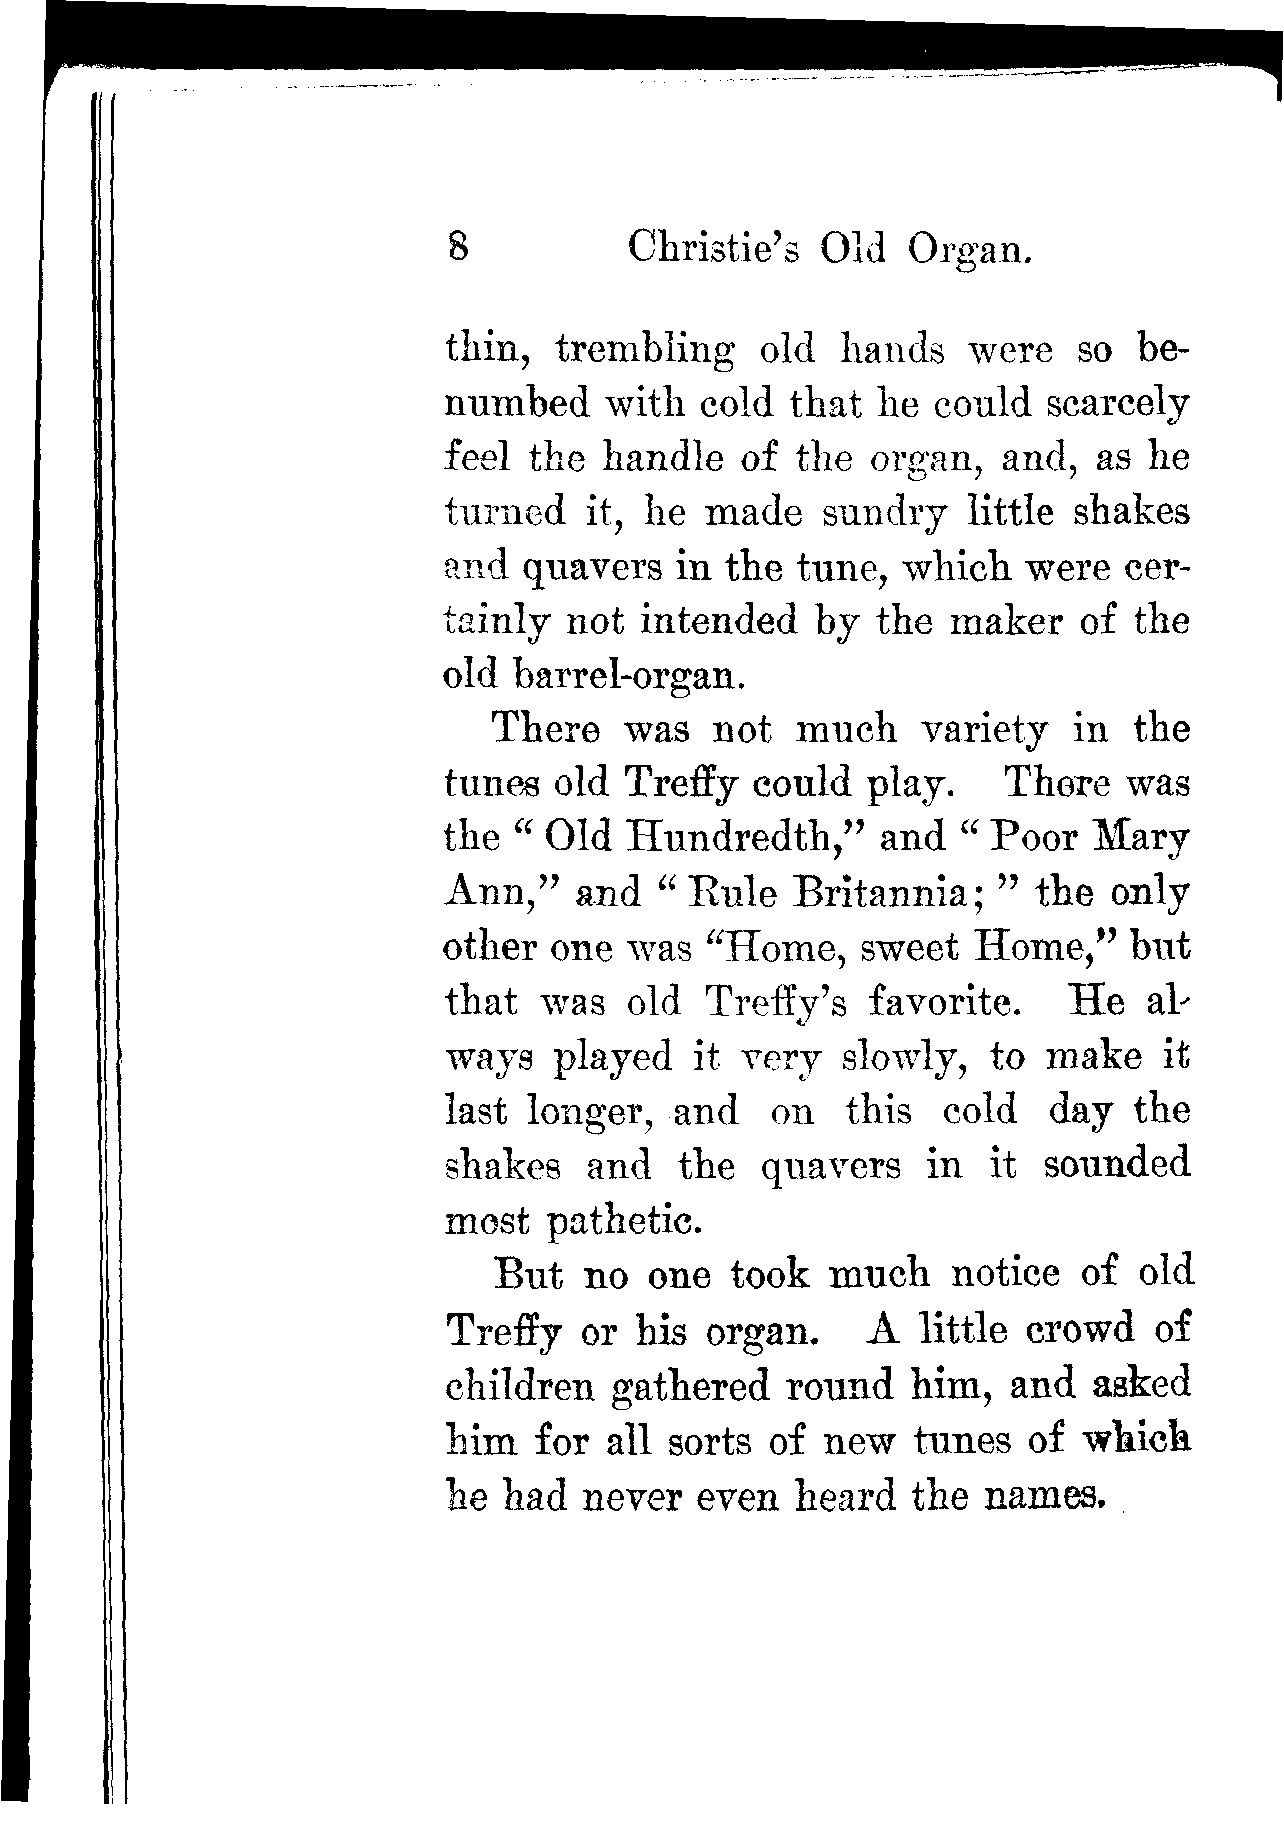 8 Christie's Old Organ.
thin, trembling old hands were so be-
numbed with cold that he could scarcely
feel the handle of the organ, and, as he
turned it, he made sundry little shakes
and quavers in the tune, which were cer-
tainly not intended by the maker of the
old barrel-organ.
There was not much variety in the
tunes old Treffy could play. There was
the " Old Hundredth," and " Poor Mary
Ann," and " Rule Britannia; " the only
other one was "Home, sweet Home," but
that was old Treffy's favorite. He al-
ways played it very slowly, to make it
last longer, and on this cold day the
shakes and the quavers in it sounded
most pathetic.
But no one took much notice of old
Treffy or his organ. A little crowd of
children gathered round him, and asked
him for all sorts of new tunes of which
he had never even heard the names.